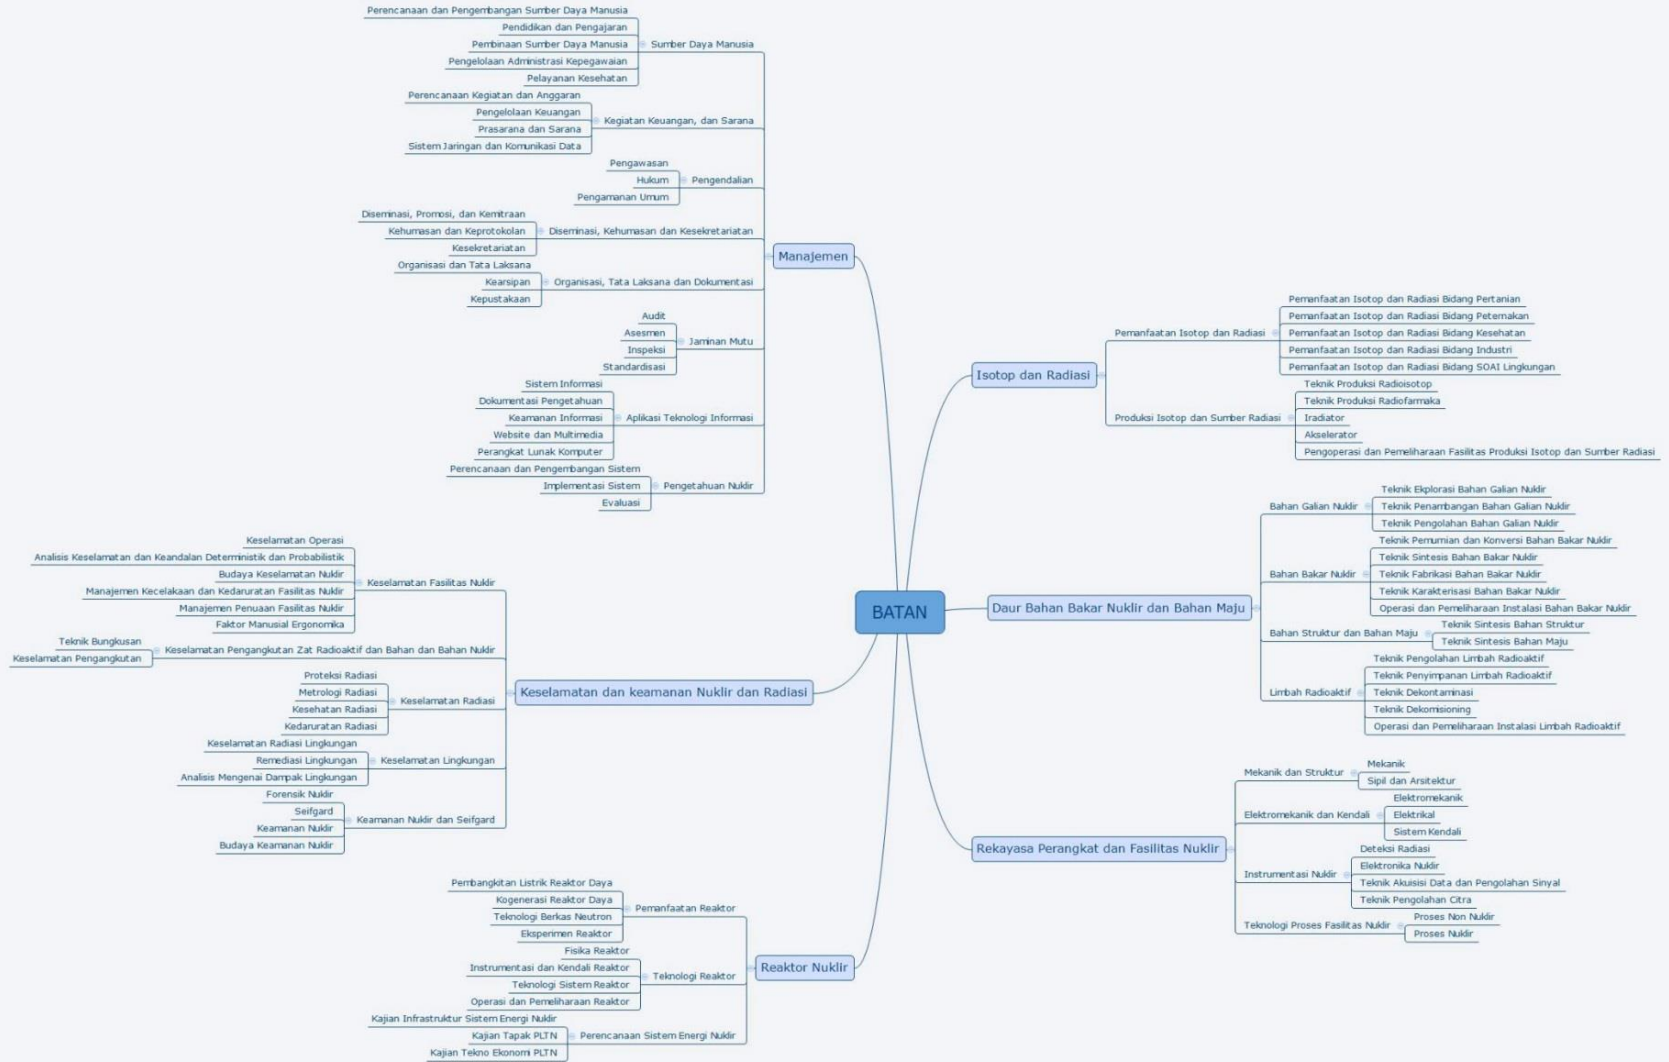 Perencanaan dan Pengembangan Sumber Daya Manusia
Pendidikan dan Pengajaran
Pembinaan Sumber Daya Manusia
Sumber Daya Manusia
Pengelolaan Administrasi Kepegawaian
Pelayanan Kesehatan
Perencanaan Kegiatan dan Anggaran
Pengelolaan Keuangan
Kegiatan Keuangan, dan Sarana
Prasarana dan Sarana
Sistem Jaringan dan Komunikasi Data
Pengawasan
Hukum
Pengendalian
Pengamanan Umum
Diseminasi, Promosi, dan Kemitraan
Kehumasan dan Keprotokolan
Diseminasi, Kehumasan dan Kesekretariatan
Kesekretariatan
Manajemen
Organisasi dan Tata Laksana
Kearsipan
Organisasi, Tata Laksana dan Dokumentasi
Kepustakaan
Audit
Asesmen
Jaminan Mutu
Inspeksi
Standardisasi
Sistem Informasi
Dokumentasi Pengetahuan
Keamanan Informasi
Aplikasi Teknologi Informasi
Website dan Multimedia
Perangkat Lunak Komputer
Perencanaan dan Pengembangan Sistem
Implementasi Sistem
Pengetahuan Nuklir
Evaluasi
Keselamatan Operasi
Analisis Keselamatan dan Keandalan Deterministik dan Probabilistik
Budaya Keselamatan Nuklir
Keselamatan Fasilitas Nuklir
Manajemen Kecelakaan dan Kedaruratan Fasilitas Nuklir
Manajemen Penuaan Fasilitas Nuklir
Faktor Manusial Ergonomika
Teknik Bungkusan
Keselamatan Pengangkutan Zat Radioaktif dan Bahan dan Bahan Nuklir
Keselamatan Pengangkutan
Proteksi Radiasi
Metrologi Radiasi
Keselamatan Radiasi
Kesehatan Radiasi
Kedaruratan Radiasi
Keselamatan dan keamanan Nuklir dan Radiasi
Keselamatan Radiasi Lingkungan
Remediasi Lingkungan
Keselamatan Lingkungan
Analisis Mengenai Dampak Lingkungan
Forensik Nuklir
Seifgard
Keamanan Nuklir dan Seifgard
Keamanan Nuklir
Budaya Keamanan Nuklir
Pembangkitan Listrik Reaktor Daya
Kogenerasi Reaktor Daya
Pemanfaatan Reaktor
Teknologi Berkas Neutron
Eksperimen Reaktor
Fisika Reaktor
Instrumentasi dan Kendali Reaktor
Teknologi Reaktor
Teknologi Sistem Reaktor
Operasi dan Pemeliharaan Reaktor
Reaktor Nuklir
Kajian Infrastruktur Sistem Energi Nuklir
Kajian Tapak PLTN
Perencanaan Sistem Energi Nuklir
Kajian Tekno Ekonomi PLTN
BATAN
Pemanfaatan Isotop dan Radiasi Bidang Pertanian
Pemanfaatan Isotop dan Radiasi Bidang Peternakan
Pemanfaatan Isotop dan Radiasi
Pemanfaatan Isotop dan Radiasi Bidang Kesehatan
Pemanfaatan Isotop dan Radiasi Bidang Industri
Pemanfaatan Isotop dan Radiasi Bidang SOAI Lingkungan
Isotop dan Radiasi
Teknik Produksi Radioisotop
Teknik Produksi Radiofarmaka
Produksi Isotop dan Sumber Radiasi
Iradiator
Akselerator
Pengoperasi dan Pemeliharaan Fasilitas Produksi Isotop dan Sumber Radiasi
Teknik Ekplorasi Bahan Galian Nuklir
Bahan Galian Nuklir
Teknik Penambangan Bahan Galian Nuklir
Teknik Pengolahan Bahan Galian Nuklir
Teknik Pemurnian dan Konversi Bahan Bakar Nuklir
Teknik Sintesis Bahan Bakar Nuklir
Bahan Bakar Nuklir
Teknik Fabrikasi Bahan Bakar Nuklir
Teknik Karakterisasi Bahan Bakar Nuklir
Operasi dan Pemeliharaan Instalasi Bahan Bakar Nuklir
Daur Bahan Bakar Nuklir dan Bahan Maju
Teknik Sintesis Bahan Struktur
Bahan Struktur dan Bahan Maju
Teknik Sintesis Bahan Maju
Teknik Pengolahan Limbah Radioaktif
Teknik Penyimpanan Limbah Radioaktif
Limbah Radioaktif
Teknik Dekontaminasi
Teknik Dekomisioning
Operasi dan Pemeliharaan Instalasi Limbah Radioaktif
Mekanik
Mekanik dan Struktur
Sipil dan Arsitektur
Elektromekanik
Elektromekanik dan Kendali
Elektrikal
Sistem Kendali
Rekayasa Perangkat dan Fasilitas Nuklir
Deteksi Radiasi
Elektronika Nuklir
Instrumentasi Nuklir
Teknik Akuisisi Data dan Pengolahan Sinyal
Teknik Pengolahan Citra
Proses Non Nuklir
Teknologi Proses Fasilitas Nuklir
Proses Nuklir